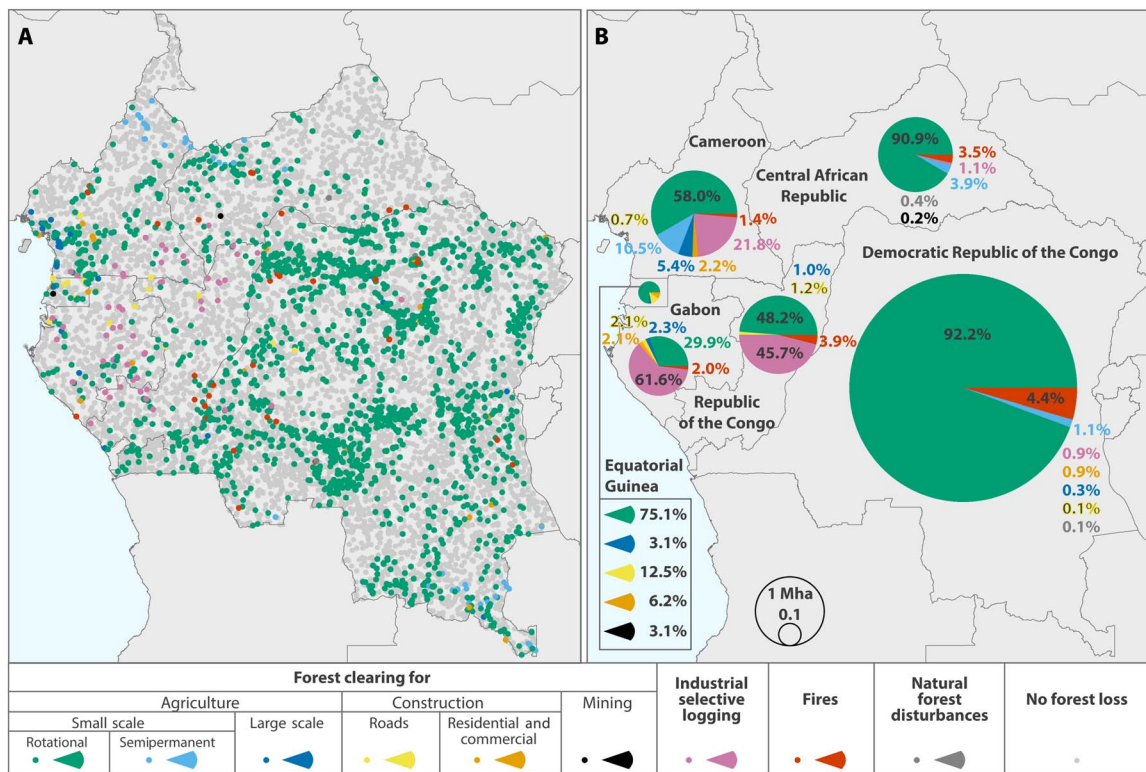 A
B
Cameroon
58.0%
0.7%
10.5%
5.4%
2.2%
21.8%
1.4%
Central African
Republic
90.9%
3.5%
1.1%
3.9%
0.4%
0.2%
Democratic Republic of the Congo
92.2%
4.4%
1.1%
0.9%
0.9%
0.3%
0.1%
0.1%
Gabon
2.1%
2.3%
2.1%
29.9%
2.0%
61.6%
1.0%
1.2%
48.2%
3.9%
45.7%
Republic
of the Congo
Equatorial
Guinea
75.1%
3.1%
12.5%
6.2%
3.1%
1 Mha
0.1
Forest clearing for
Agriculture
Construction
Mining
Small scale
Large scale
Roads
Residential and
commercial
Rotational
Semipermanent
Industrial
selective
logging
Fires
Natural
forest
disturbances
No forest loss